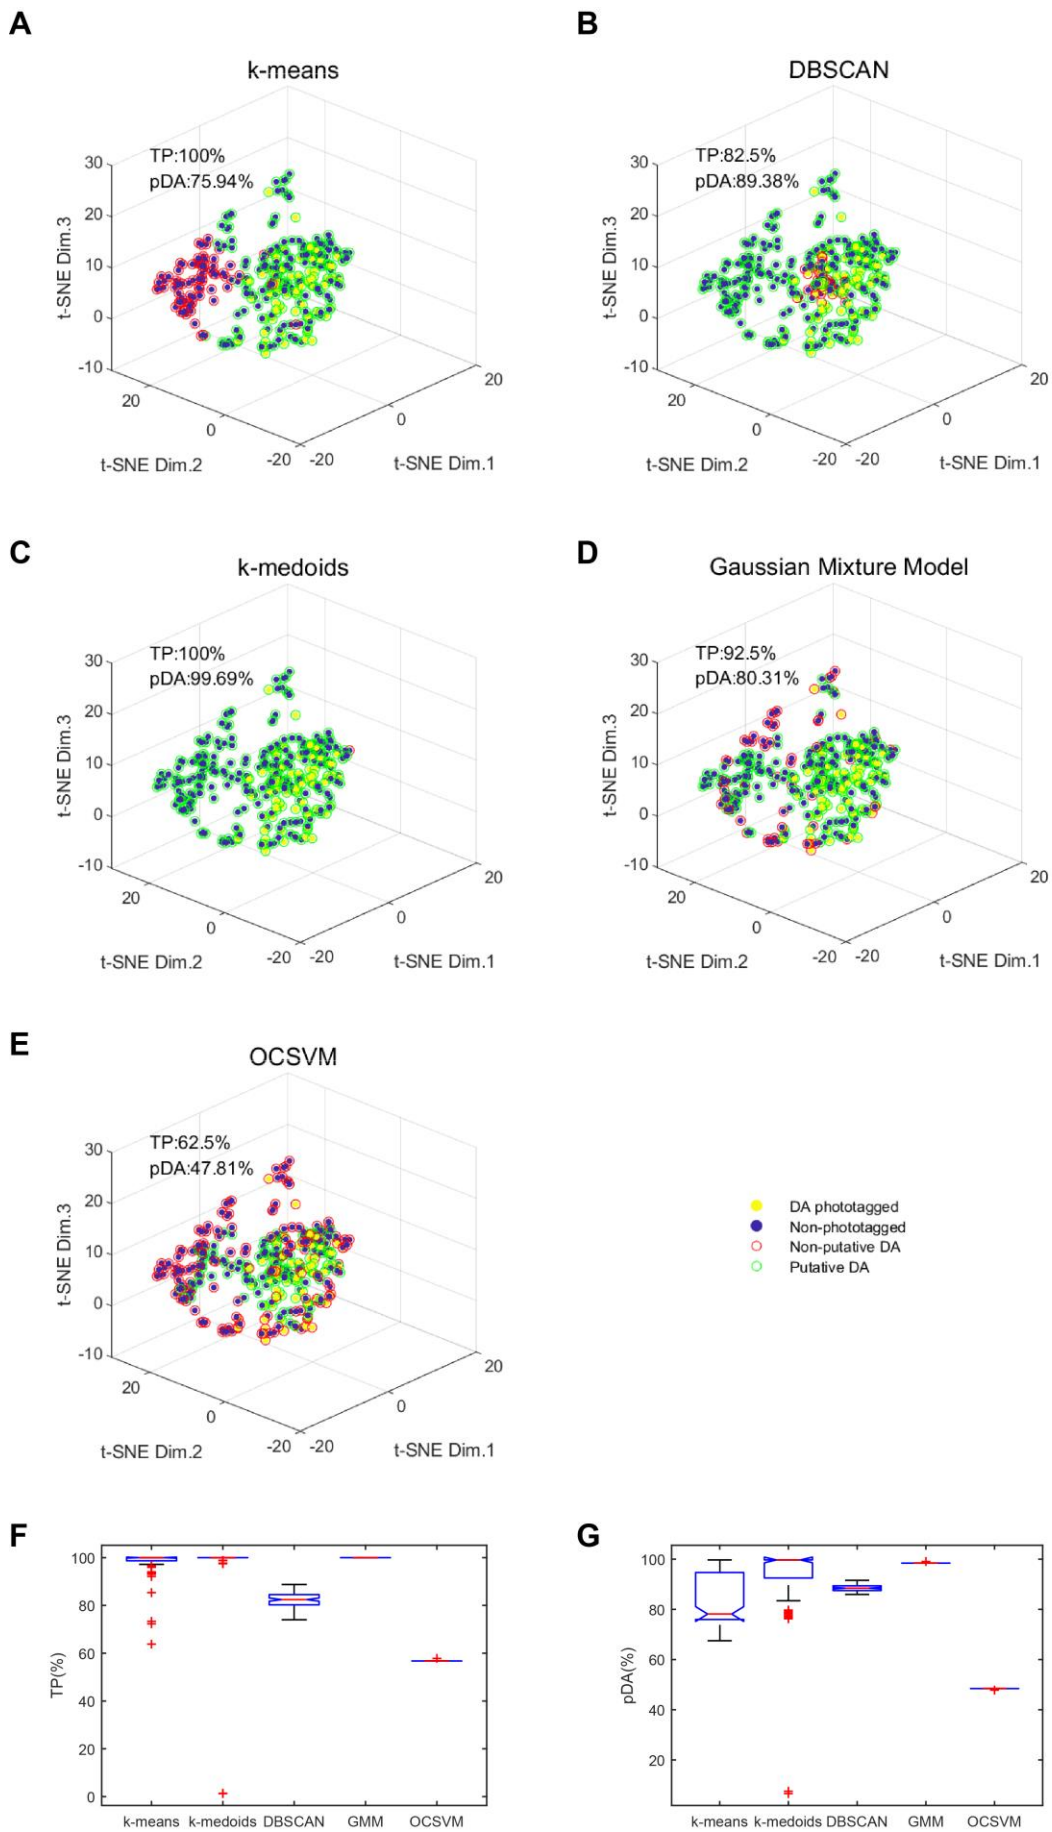 A
B
k-means
DBSCAN
TP:100%
pDA:75.94%
TP:82.5%
pDA:89.38%
30
20
10
0
-10
t-SNE Dim.3
20
0
-20
t-SNE Dim.2
-20
0
20
t-SNE Dim.1
30
20
10
0
-10
t-SNE Dim.3
20
0
-20
t-SNE Dim.2
-20
0
20
t-SNE Dim.1
C
D
k-medoids
Gaussian Mixture Model
TP:100%
pDA:99.69%
TP:92.5%
pDA:80.31%
30
20
10
0
-10
t-SNE Dim.3
20
0
-20
t-SNE Dim.2
-20
0
20
t-SNE Dim.1
30
20
10
0
-10
t-SNE Dim.3
20
0
-20
t-SNE Dim.2
-20
0
20
t-SNE Dim.1
E
OCSVM
TP:62.5%
pDA:47.81%
30
20
10
0
-10
t-SNE Dim.3
20
0
-20
t-SNE Dim.2
-20
0
20
t-SNE Dim.1
DA phototagged
Non-phototagged
Non-putative DA
Putative DA
F
100
80
60
40
20
0
TP(%)
k-means k-medoids DBSCAN GMM OCSVM
G
100
80
60
40
20
pDA(%)
k-means k-medoids DBSCAN GMM OCSVM